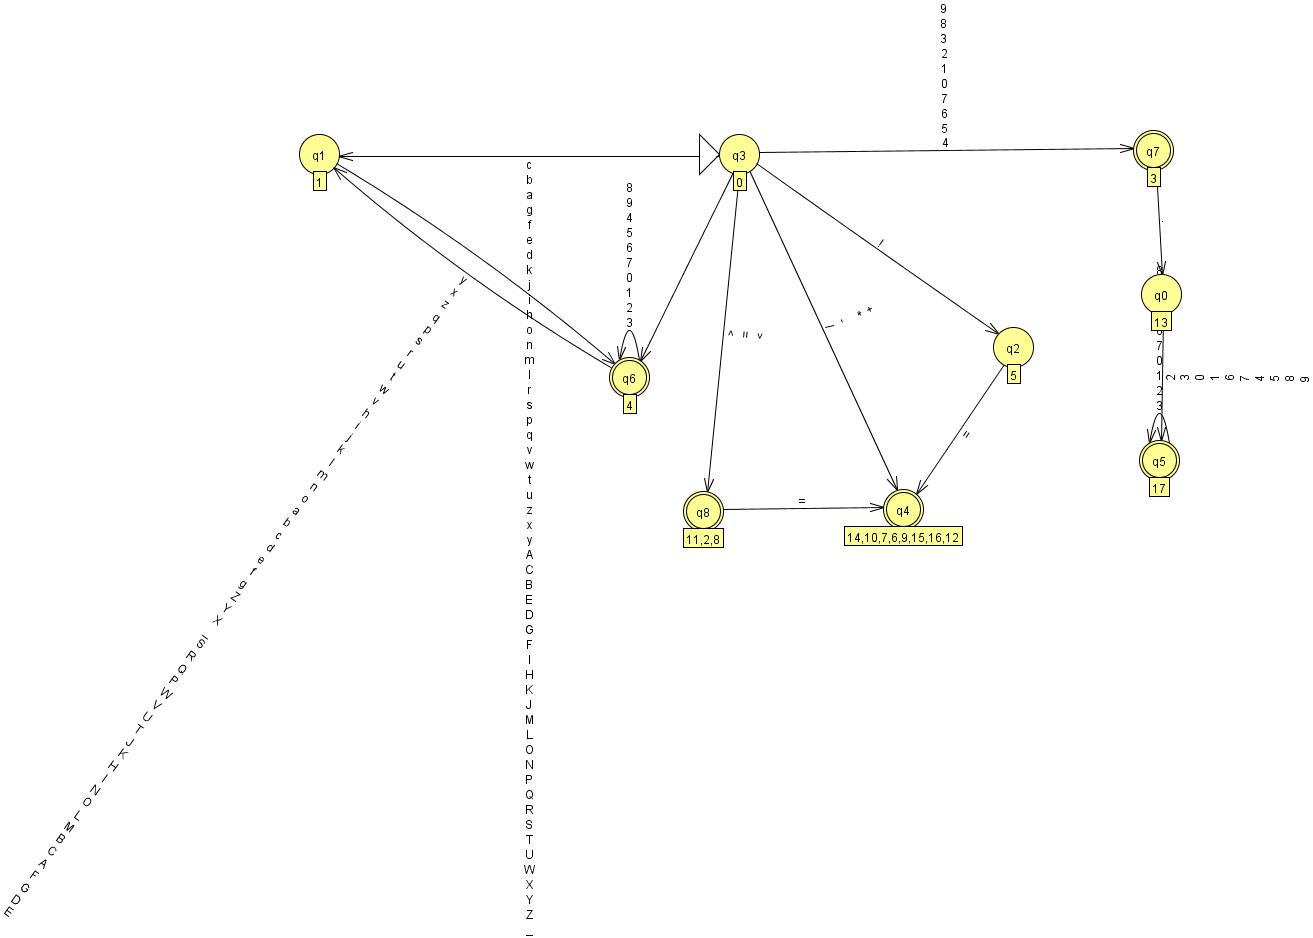 9
8
3
2
1
0
7
6
5
4
q1
1
q3
0
q7
3
c
b
a
g
f
e
d
k
j
i
h
o
n
m
l
r
s
p
q
v
w
t
u
z
x
y
A
C
B
E
D
G
F
I
H
K
J
M
L
O
N
P
Q
R
S
T
U
W
X
Y
Z
_
8
9
4
5
6
7
0
1
2
3
.
!
q0
13
7
0
1
2
3
2 3 0 1 6 7 4 5 8 9
< = >
/ - * +
q2
5
q6
4
=
q5
17
q8
11,2,8
=
q4
14,10,7,6,9,15,16,12
y
x
z
q
p
s
r
u
t
w
v
h
i
j
k
l
m
n
o
a
b
c
d
e
f
g
Z
Y
X
S
R
Q
P
W
V
U
T
J
K
H
I
N
O
L
M
B
C
A
F
G
D
E